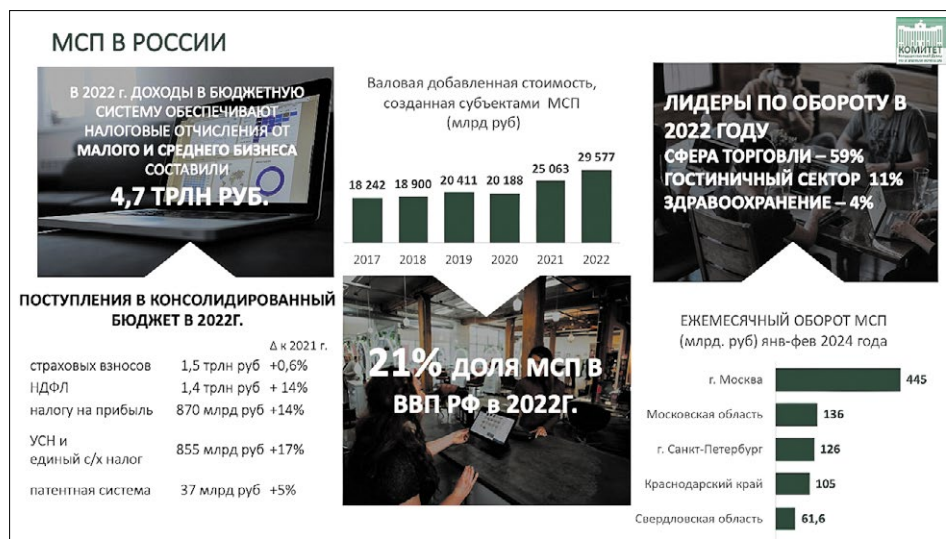 МСП В РОССИИ
КОМИТЕТ
В 2022 г. ДОХОДЫ В БЮДЖЕТНУЮ
СИСТЕМУ ОБЕСПЕЧИВАЮТ
НАЛОГОВЫЕ ОТЧИСЛЕНИЯ ОТ
МАЛОГО И СРЕДНЕГО БИЗНЕСА
СОСТАВИЛИ
4,7 ТРЛН РУБ.
ПОСТУПЛЕНИЯ В КОНСОЛИДИРОВАННЫЙ
БЮДЖЕТ В 2022Г.
Δ к 2021 г.
страховых взносов 1,5 трлн руб +0,6%
НДФЛ 1,4 трлн руб + 14%
налогу на прибыль 870 млрд руб +14%
УСН и
единый с/х налог 855 млрд руб +17%
патентная система 37 млрд руб +5%
Валовая добавленная стоимость,
созданная субъектами МСП
(млрд руб)
18 242 18 900 20 411 20 188 25 063 29 577
2017 2018 2019 2020 2021 2022
21% ДОЛЯ МСП В
ВВП РФ В 2022Г.
ЛИДЕРЫ ПО ОБОРОТУ В
2022 ГОДУ
СФЕРА ТОРГОВЛИ – 59%
ГОСТИНИЧНЫЙ СЕКТОР 11%
ЗДРАВООХРАНЕНИЕ – 4%
ЕЖЕМЕСЯЧНЫЙ ОБОРОТ МСП
(млрд. руб) янв-фев 2024 года
г. Москва 445
Московская область 136
г. Санкт-Петербург 126
Краснодарский край 105
Свердловская область 61,6